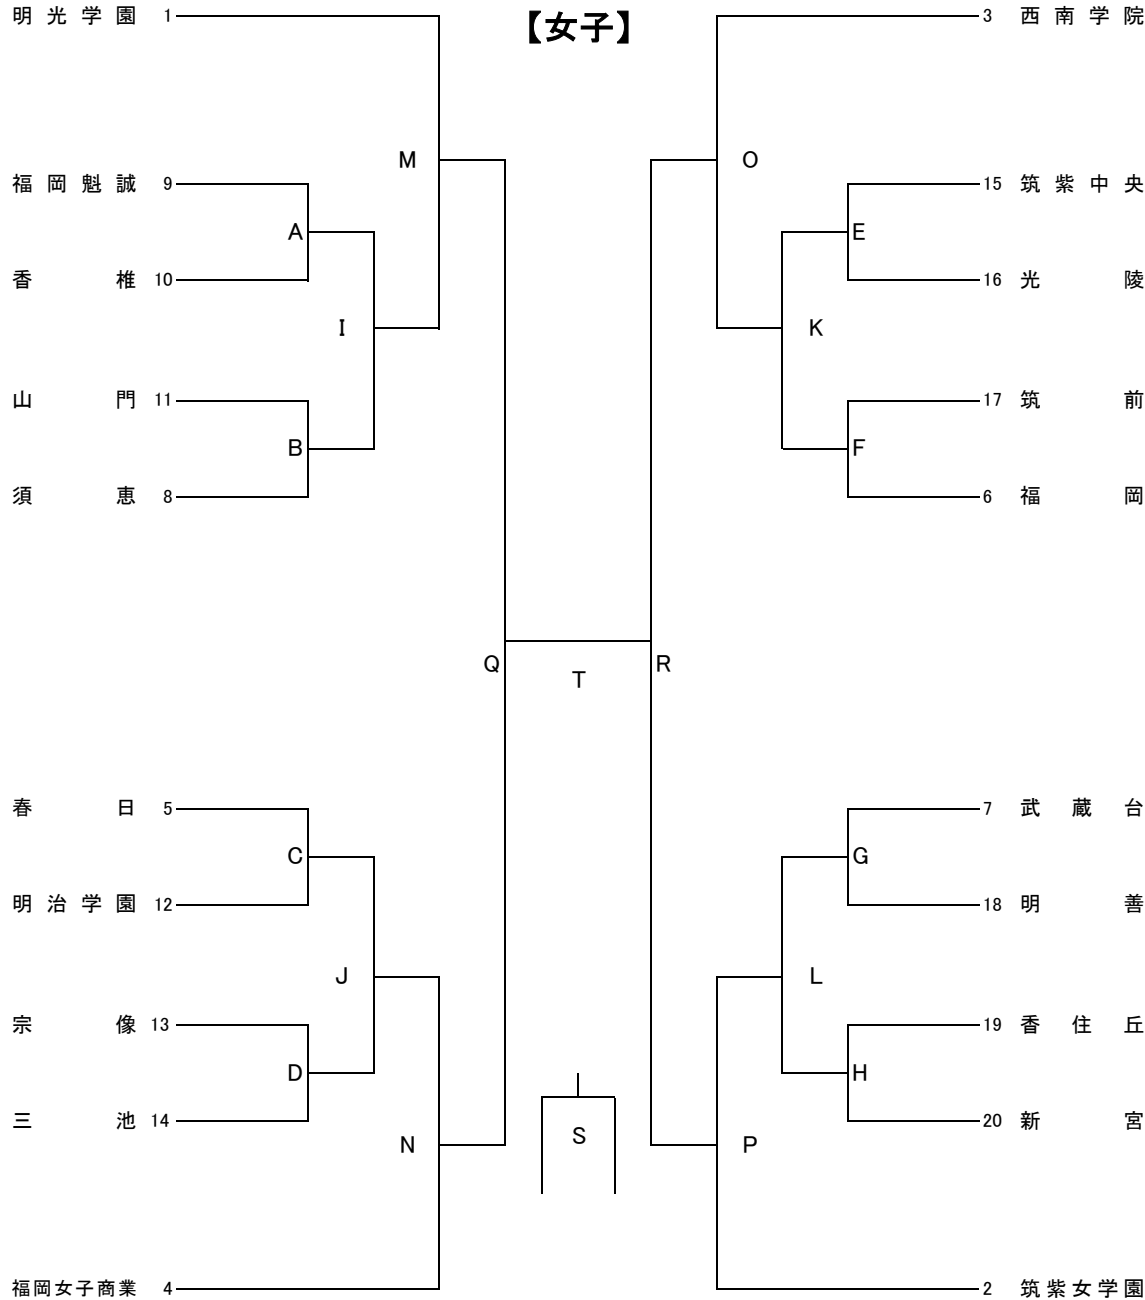 【女子】
明光学園 1
3 西南学院
M
O
福岡魁誠 9
15 筑紫中央
A
E
香椎 10
16 光陵
I
K
山門 11
17 筑前
B
F
須恵 8
6 福岡
Q
R
T
春日 5
7 武蔵台
C
G
明治学園 12
18 明善
J
L
宗像 13
19 香住丘
D
H
三池 14
20 新宮
S
N
P
福岡女子商業 4
2 筑紫女学園